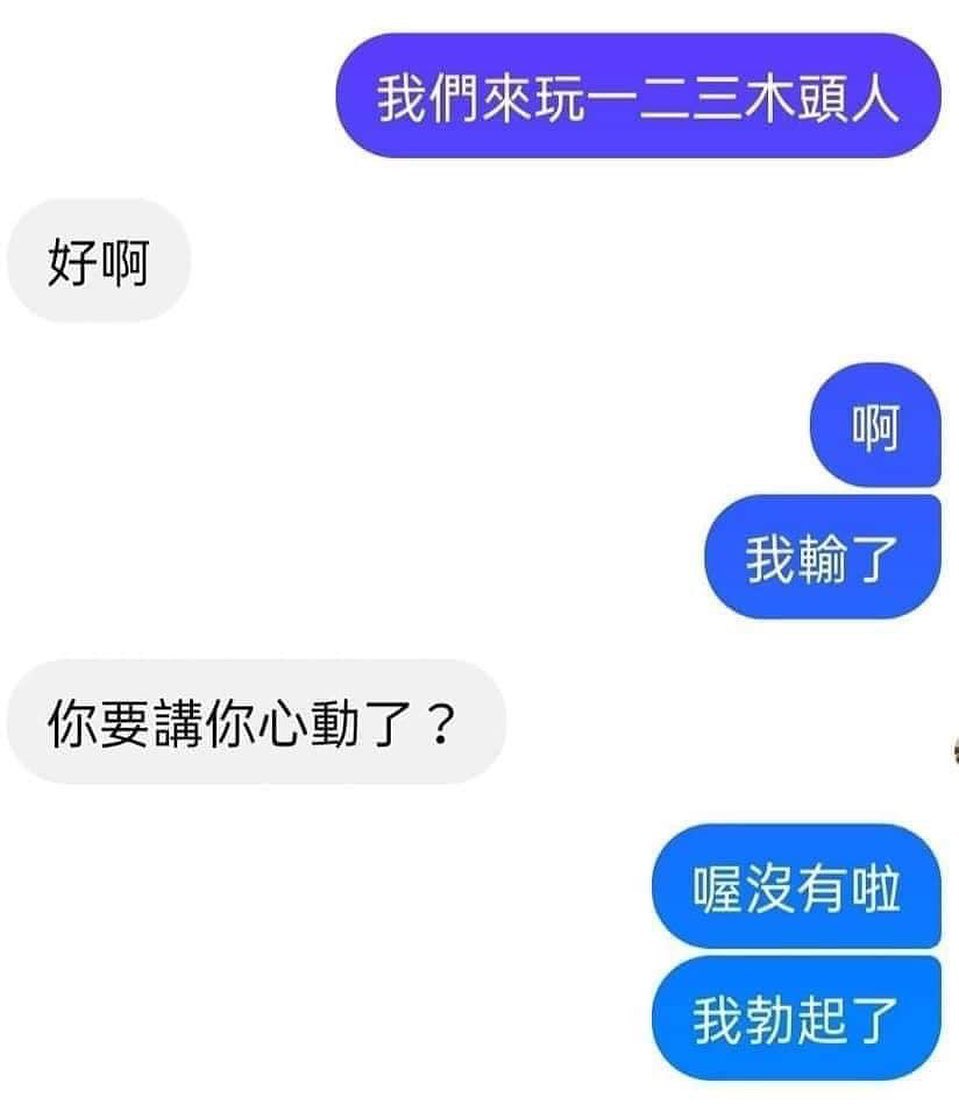 我們來玩一二三木頭人
好啊
啊
我輸了
你要講你心動了？
喔沒有啦
我勃起了